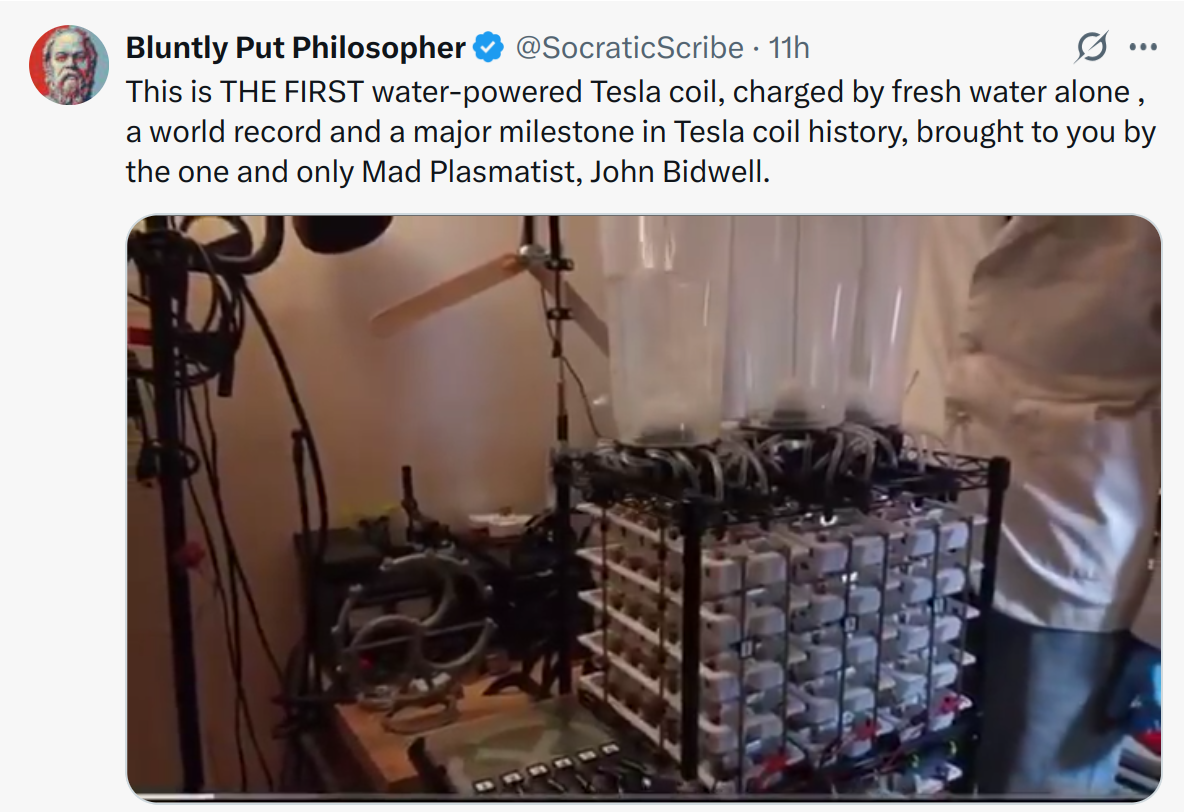 Bluntly Put Philosopher @SocraticScribe · 11h
This is THE FIRST water-powered Tesla coil, charged by fresh water alone ,
a world record and a major milestone in Tesla coil history, brought to you by
the one and only Mad Plasmatist, John Bidwell.